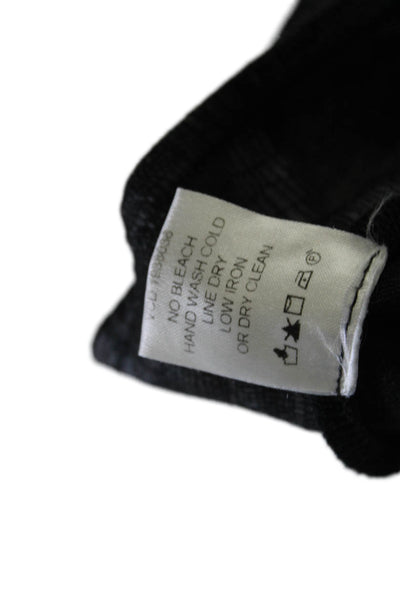 NO BLEACH
HAND WASH COLD
LINE DRY
LOW IRON
OR DRY CLEAN
P